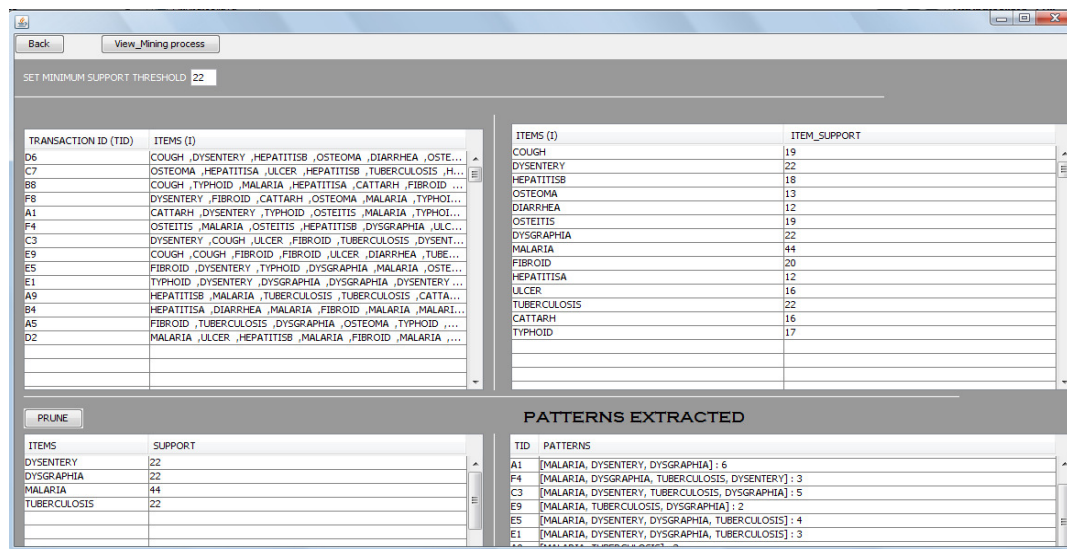 Back View_Mining process
SET MINIMUM SUPPORT THRESHOLD 22
TRANSACTION ID (TID) ITEMS (I)
D6 COUGH ,DYSENTERY ,HEPATITISB ,OSTEOMA ,DIARRHEA ,OSTE...
C7 OSTEOMA ,HEPATITISA ,ULCER ,HEPATITISB ,TUBERCULOSIS ,H...
B8 COUGH ,TYPHOID ,MALARIA ,HEPATITISA ,CATTARH ,FIBROID ...
F8 DYSENTERY ,FIBROID ,CATTARH ,OSTEOMA ,MALARIA ,TYPHOI...
A1 CATTARH ,DYSENTERY ,TYPHOID ,OSTEITIS ,MALARIA ,TYPHOI...
F4 OSTEITIS ,MALARIA ,OSTEITIS ,HEPATITISB ,DYSGRAPHIA ,ULC...
C3 DYSENTERY ,COUGH ,ULCER ,FIBROID ,TUBERCULOSIS ,DYSENT...
E9 COUGH ,COUGH ,FIBROID ,FIBROID ,ULCER ,DIARRHEA ,TUBE...
E5 FIBROID ,DYSENTERY ,TYPHOID ,DYSGRAPHIA ,MALARIA ,OSTE...
E1 TYPHOID ,DYSENTERY ,DYSGRAPHIA ,DYSGRAPHIA ,DYSENTERY ...
A9 HEPATITISB ,MALARIA ,TUBERCULOSIS ,TUBERCULOSIS ,CATTA...
B4 HEPATITISA ,DIARRHEA ,MALARIA ,FIBROID ,MALARIA ,MALARI...
A5 FIBROID ,TUBERCULOSIS ,DYSGRAPHIA ,OSTEOMA ,TYPHOID ,...
D2 MALARIA ,ULCER ,HEPATITISB ,MALARIA ,FIBROID ,MALARIA ,...
ITEMS (I) ITEM_SUPPORT
COUGH 19
DYSENTERY 22
HEPATITISB 18
OSTEOMA 13
DIARRHEA 12
OSTEITIS 19
DYSGRAPHIA 22
MALARIA 44
FIBROID 20
HEPATITISA 12
ULCER 16
TUBERCULOSIS 22
CATTARH 16
TYPHOID 17
PRUNE
ITEMS SUPPORT
DYSENTERY 22
DYSGRAPHIA 22
MALARIA 44
TUBERCULOSIS 22
PATTERNS EXTRACTED
TID PATTERNS
A1 [MALARIA, DYSENTERY, DYSGRAPHIA] : 6
F4 [MALARIA, DYSGRAPHIA, TUBERCULOSIS, DYSENTERY] : 3
C3 [MALARIA, DYSENTERY, TUBERCULOSIS, DYSGRAPHIA] : 5
E9 [MALARIA, TUBERCULOSIS, DYSGRAPHIA] : 2
E5 [MALARIA, DYSENTERY, DYSGRAPHIA, TUBERCULOSIS] : 4
E1 [MALARIA, DYSENTERY, DYSGRAPHIA, TUBERCULOSIS] : 3